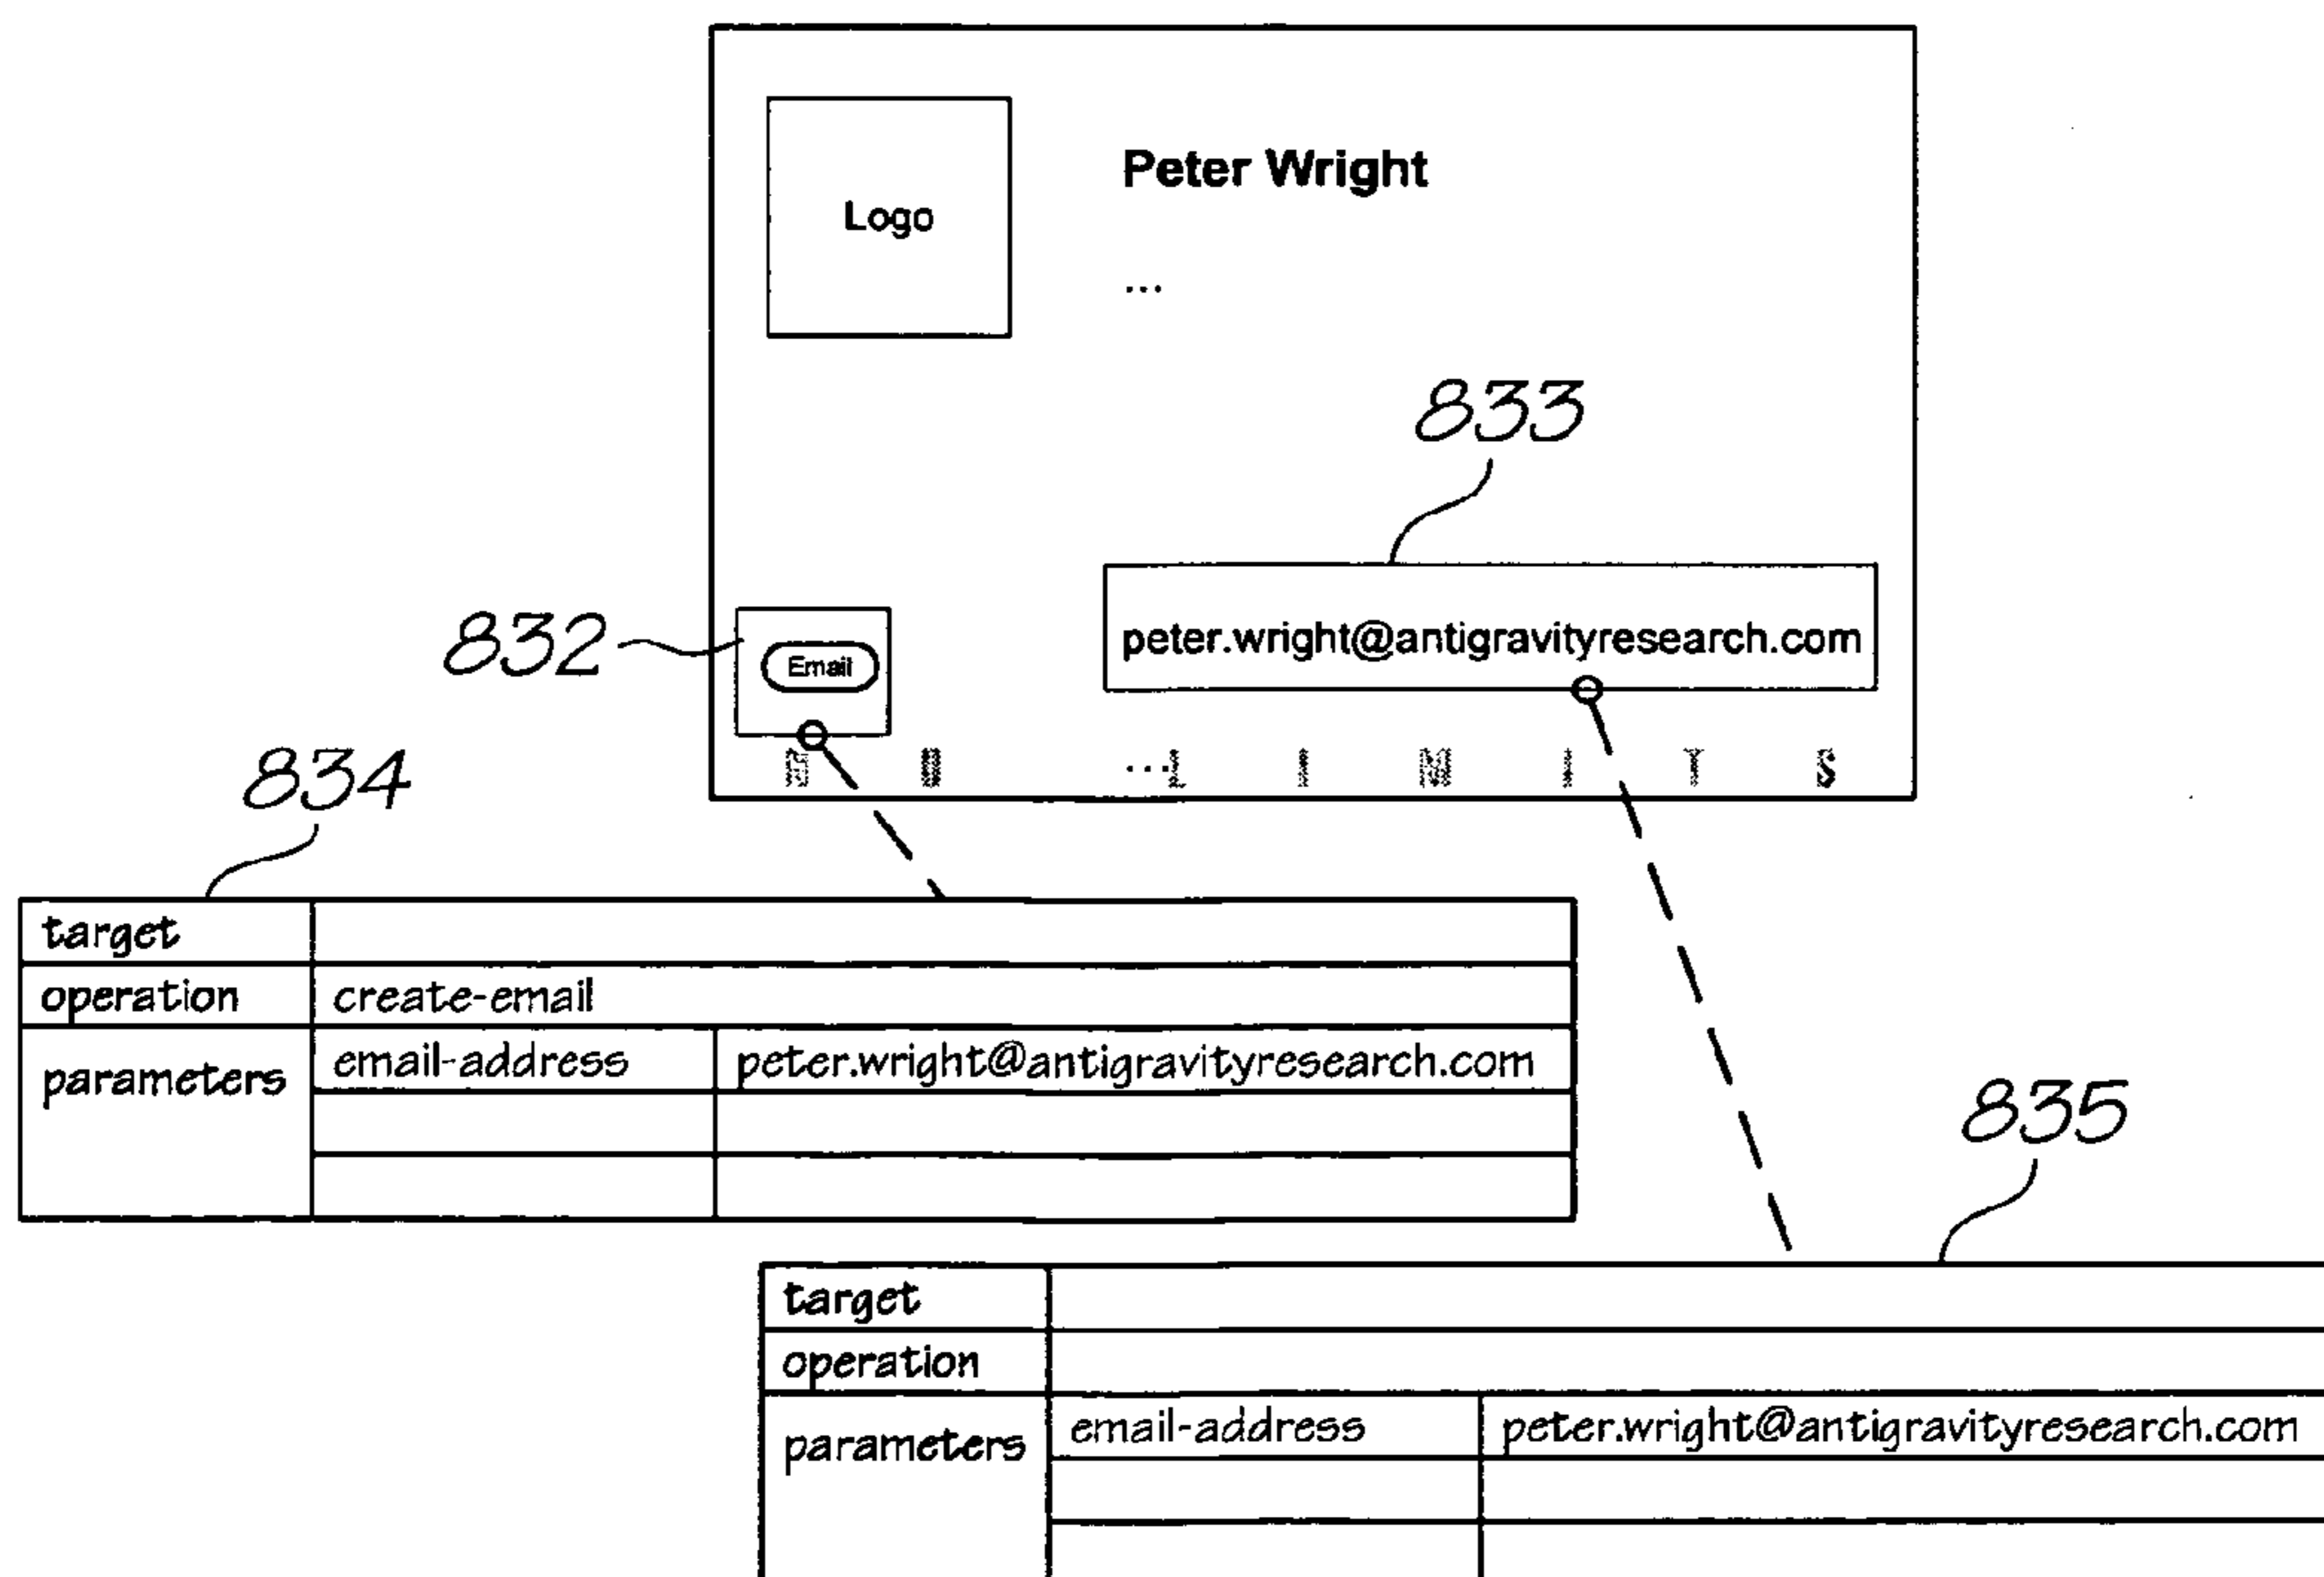 Logo
Peter Wright
...
833
832
Email
peter.wright@antigravityresearch.com
N O ...L I M I T S
834
target
operation create-email
parameters email-address peter.wright@antigravityresearch.com
835
target
operation
parameters email-address peter.wright@antigravityresearch.com